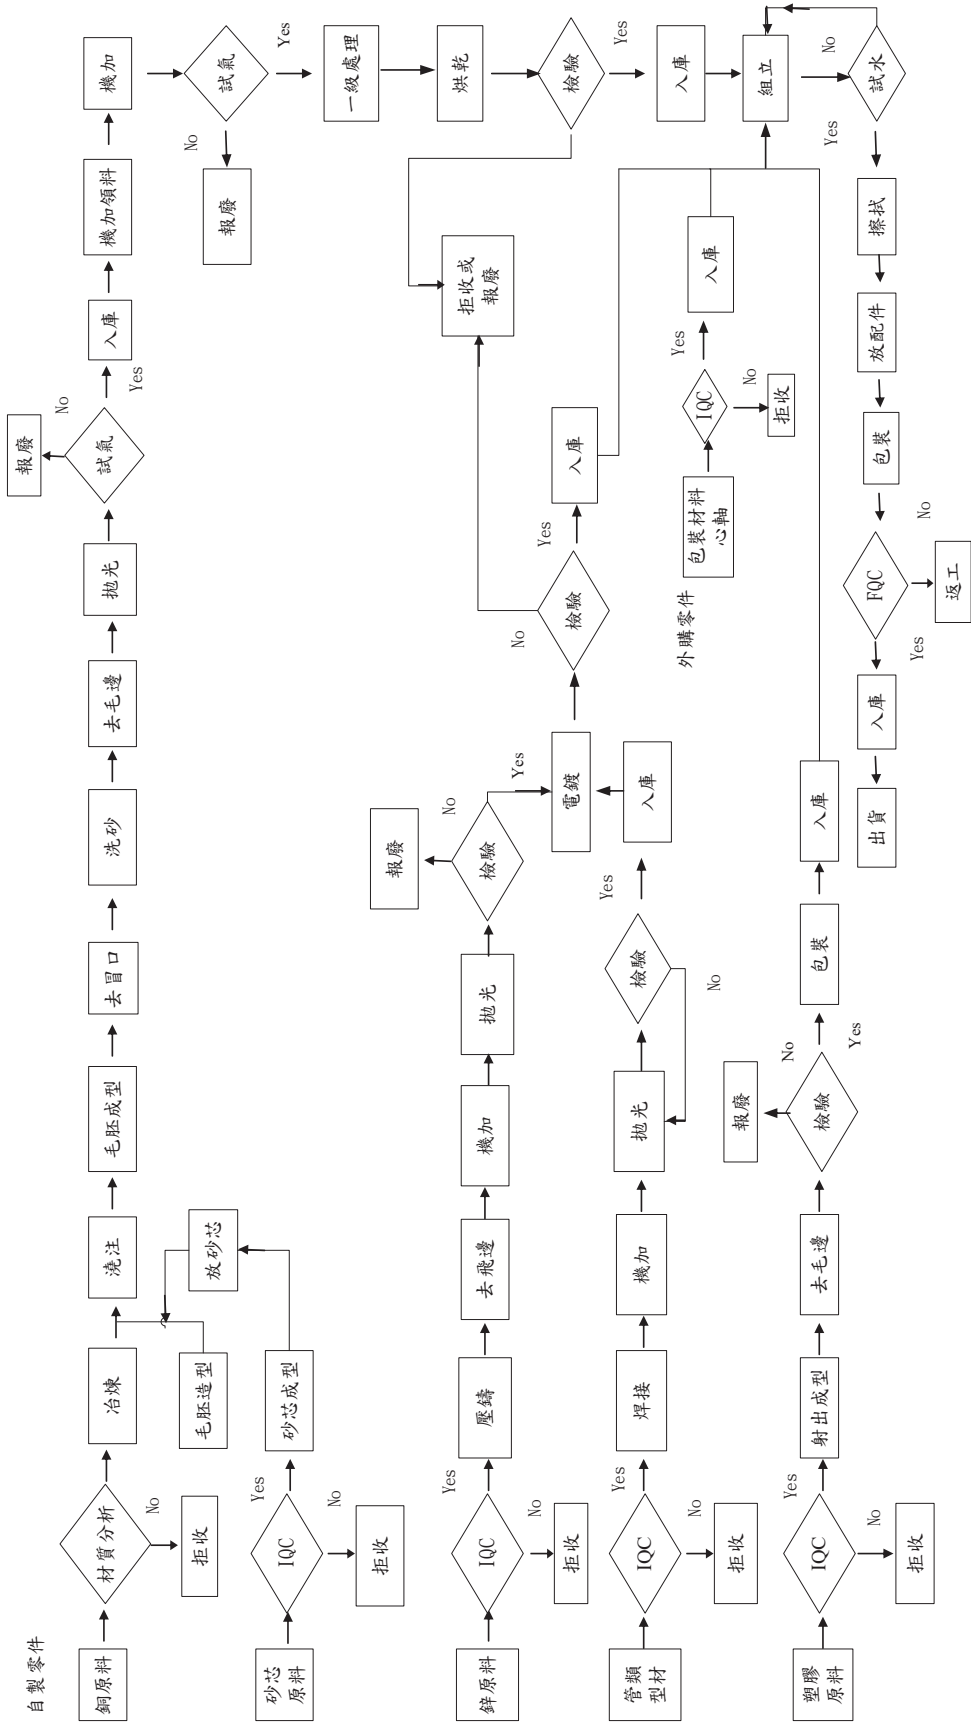 自製零件
銅原料
材質分析
No
拒收
冶煉
毛胚造型
澆注
放砂芯
毛胚成型
去冒口
洗砂
去毛邊
拋光
試氣
No
報廢
Yes
入庫
機加領料
機加
試氣
No
報廢
Yes
一級處理
烘乾
檢驗
Yes
入庫
組立
試水
No
Yes
砂芯
原料
IQC
Yes
No
拒收
砂芯成型
鋅原料
IQC
Yes
No
拒收
壓鑄
去飛邊
機加
拋光
檢驗
No
報廢
Yes
電鍍
檢驗
No
拒收或
報廢
Yes
入庫
管類
型材
IQC
Yes
No
拒收
焊接
機加
拋光
檢驗
No
Yes
入庫
外購零件
包裝材料
心軸
IQC
No
拒收
Yes
入庫
塑膠
原料
IQC
Yes
No
拒收
射出成型
去毛邊
檢驗
No
報廢
Yes
包裝
入庫
擦拭
放配件
包裝
FQC
No
返工
Yes
入庫
出貨